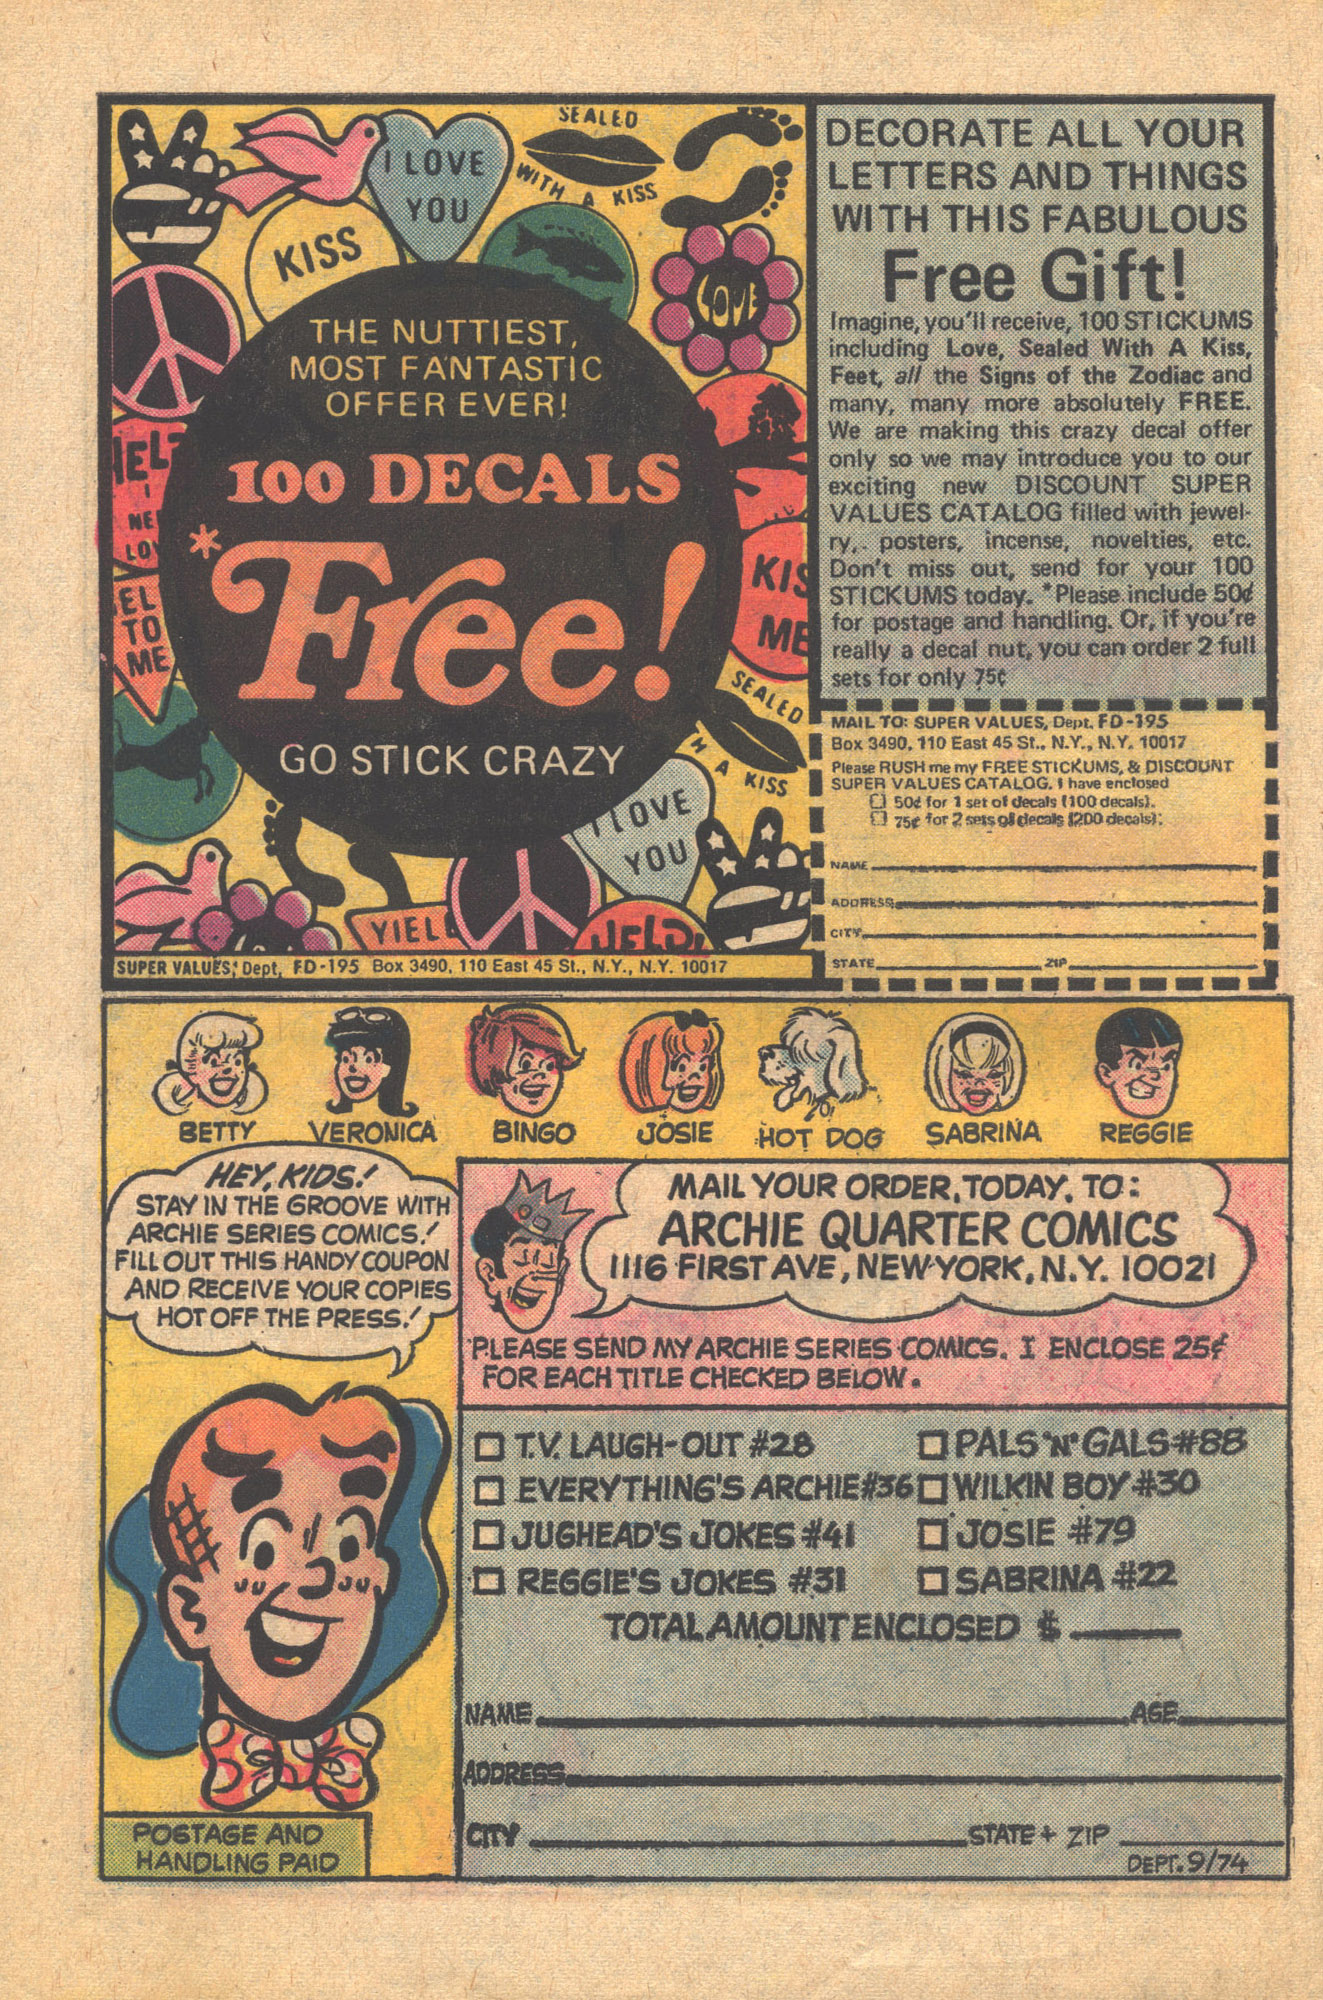 SEALED
WITH A KISS
I LOVE
YOU
KISS
LOVE
THE NUTTIEST,
MOST FANTASTIC
OFFER EVER!
100 DECALS
*Free!
GO STICK CRAZY
KIS
ME
EL
TO
ME
SEALED
H A KISS
I LOVE
YOU
YIEL
HELP!
SUPER VALUES, Dept, FD-195 Box 3490, 110 East 45 St., N.Y., N.Y. 10017
DECORATE ALL YOUR
LETTERS AND THINGS
WITH THIS FABULOUS
Free Gift!
Imagine, you'll receive, 100 STICKUMS
including Love, Sealed With A Kiss,
Feet, all the Signs of the Zodiac and
many, many more absolutely FREE.
We are making this crazy decal offer
only so we may introduce you to our
exciting new DISCOUNT SUPER
VALUES CATALOG filled with jewel-
ry,. posters, incense, novelties, etc.
Don't miss out, send for your 100
STICKUMS today. *Please include 50¢
for postage and handling. Or, if you're
really a decal nut, you can order 2 full
sets for only 75¢
MAIL TO: SUPER VALUES, Dept. FD-195
Box 3490, 110 East 45 St., N.Y., N.Y. 10017
Please RUSH me my FREE STICKUMS, & DISCOUNT
SUPER VALUES CATALOG. I have enclosed
50¢ for 1 set of decals (100 decals).
75¢ for 2 sets of decals (200 decals).
NAME
ADDRESS
CITY
STATE ZIP
BETTY VERONICA BINGO JOSIE HOT DOG SABRINA REGGIE
HEY, KIDS!
STAY IN THE GROOVE WITH
ARCHIE SERIES COMICS!
FILL OUT THIS HANDY COUPON
AND RECEIVE YOUR COPIES
HOT OFF THE PRESS!
MAIL YOUR ORDER, TODAY, TO:
ARCHIE QUARTER COMICS
1116 FIRST AVE, NEW YORK, N.Y. 10021
PLEASE SEND MY ARCHIE SERIES COMICS. I ENCLOSE 25¢
FOR EACH TITLE CHECKED BELOW.
T.V. LAUGH-OUT #28 PALS 'N' GALS #88
EVERYTHING'S ARCHIE #36 WILKIN BOY #30
JUGHEAD'S JOKES #41 JOSIE #79
REGGIE'S JOKES #31 SABRINA #22
TOTAL AMOUNT ENCLOSED $
NAME AGE
ADDRESS
CITY STATE + ZIP
DEPT. 9/74
POSTAGE AND
HANDLING PAID